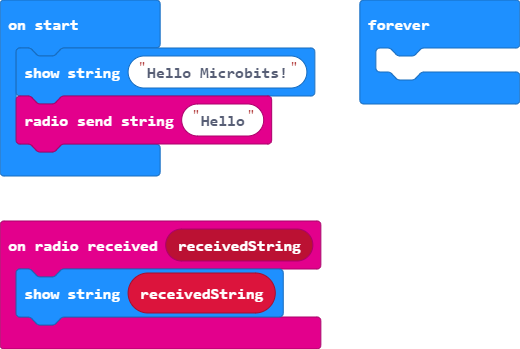 on start
forever
show string "Hello Microbits!"
radio send string "Hello"
on radio received receivedString
show string receivedString